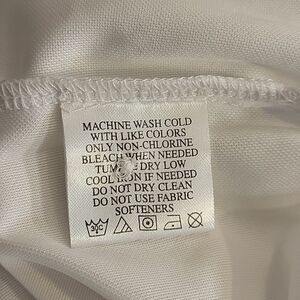 MACHINE WASH COLD
WITH LIKE COLORS
ONLY NON-CHLORINE
BLEACH WHEN NEEDED
TUMBLE DRY LOW
COOL IRON IF NEEDED
DO NOT DRY CLEAN
DO NOT USE FABRIC
SOFTENERS